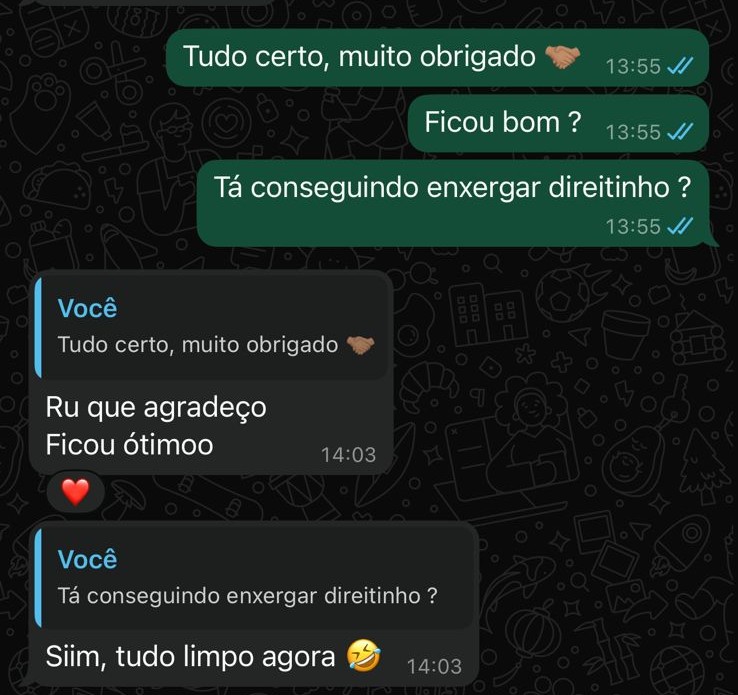 Tudo certo, muito obrigado 🤝🏽 13:55
Ficou bom ? 13:55
Tá conseguindo enxergar direitinho ?
13:55
Você
Tudo certo, muito obrigado 🤝🏽
Ru que agradeço
Ficou ótimoo 14:03
❤️
Você
Tá conseguindo enxergar direitinho ?
Siim, tudo limpo agora 🤣 14:03